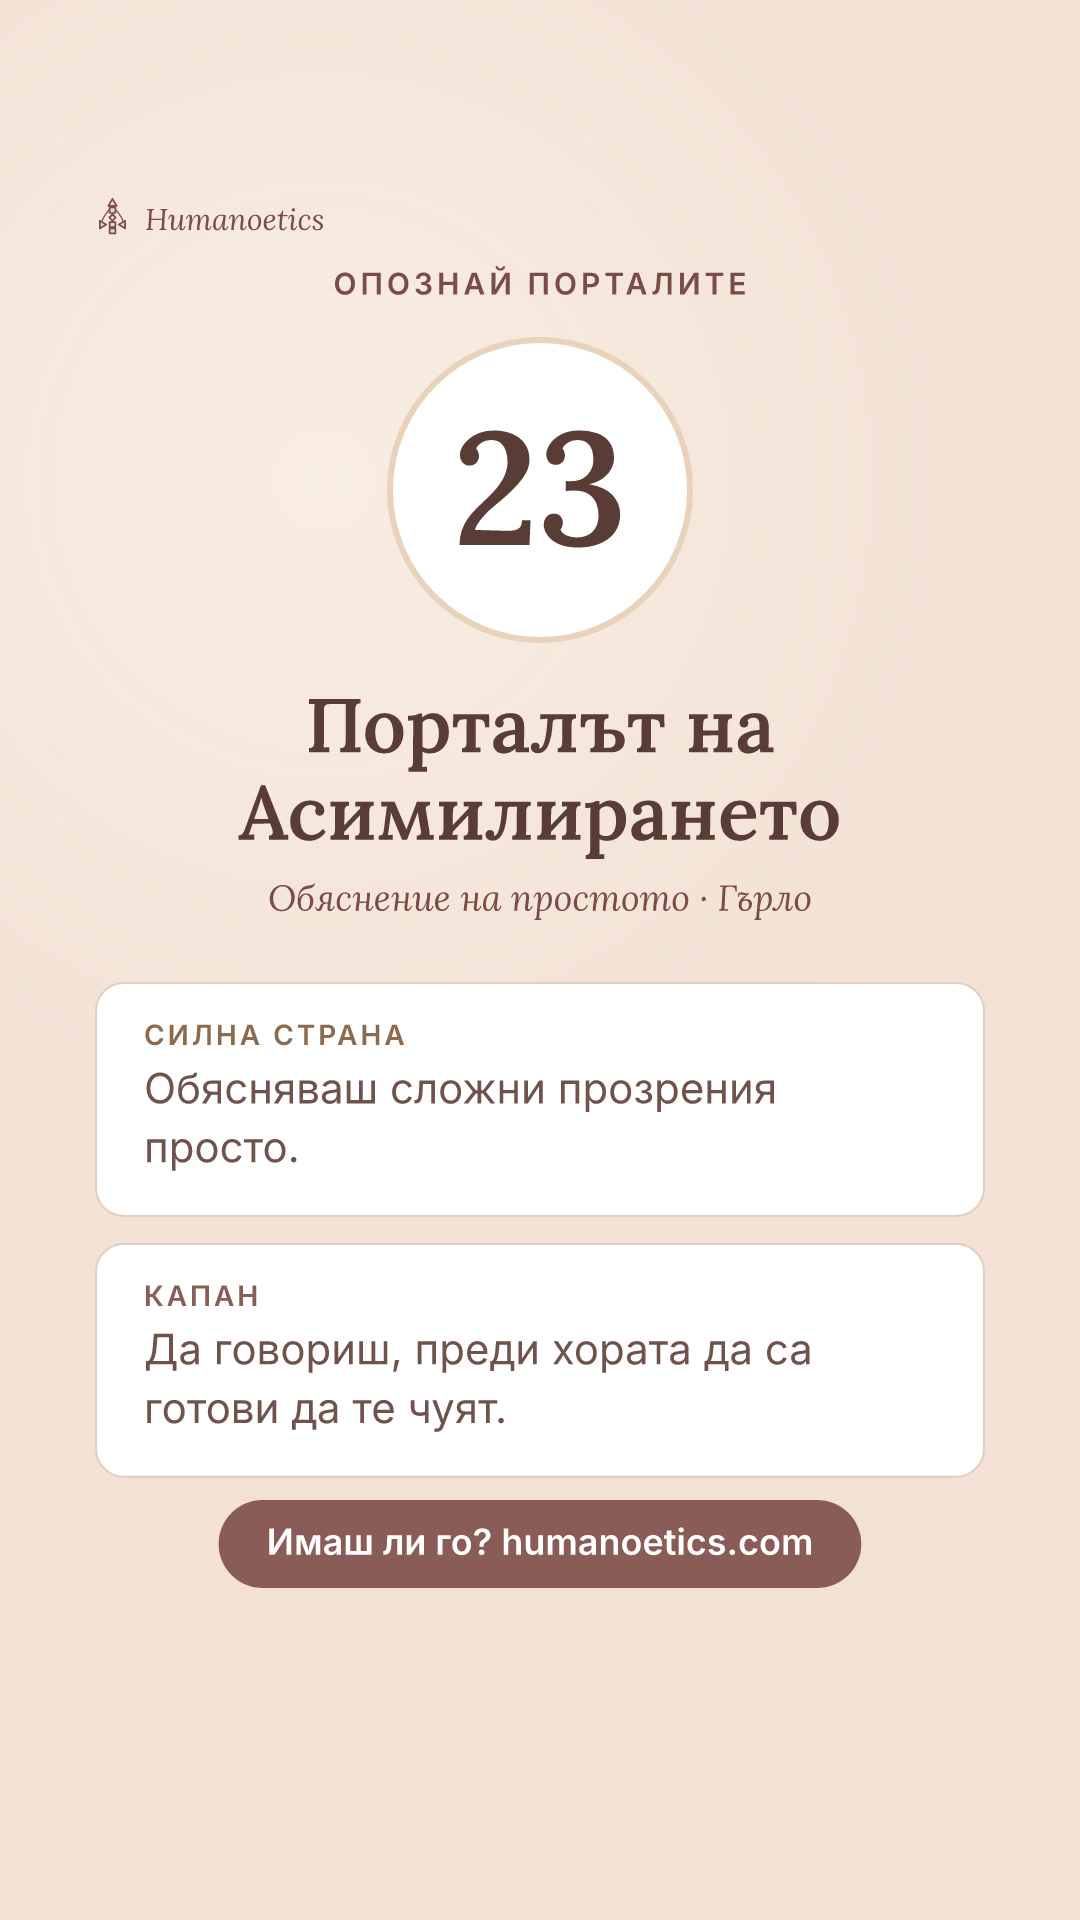 Humanoetics
ОПОЗНАЙ ПОРТАЛИТЕ
23
Порталът на
Асимилирането
Обяснение на простото · Гърло
СИЛНА СТРАНА
Обясняваш сложни прозрения
просто.
КАПАН
Да говориш, преди хората да са
готови да те чуят.
Имаш ли го? humanoetics.com